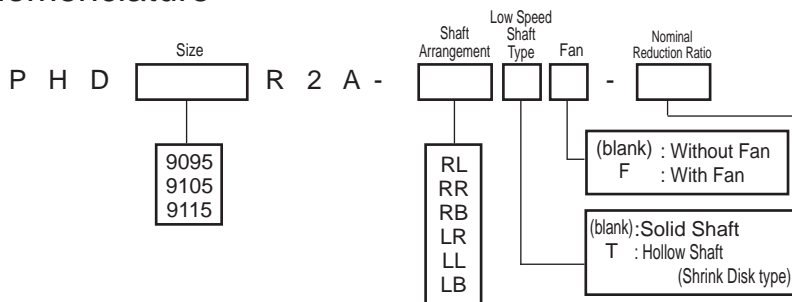 Size
Shaft
Arrangement
Low Speed
Shaft
Type
Fan
Nominal
Reduction Ratio
P H D R 2 A - -
9095
9105
9115
RL
RR
RB
LR
LL
LB
(blank) : Without Fan
F : With Fan
(blank):Solid Shaft
T : Hollow Shaft
(Shrink Disk type)